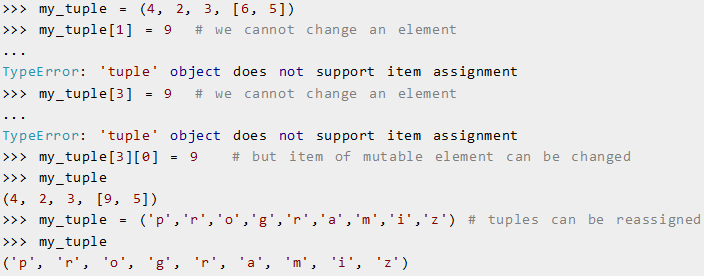 >>> my_tuple = (4, 2, 3, [6, 5])
>>> my_tuple[1] = 9  # we cannot change an element
...
TypeError: 'tuple' object does not support item assignment
>>> my_tuple[3] = 9  # we cannot change an element
...
TypeError: 'tuple' object does not support item assignment
>>> my_tuple[3][0] = 9   # but item of mutable element can be changed
>>> my_tuple
(4, 2, 3, [9, 5])
>>> my_tuple = ('p','r','o','g','r','a','m','i','z') # tuples can be reassigned
>>> my_tuple
('p', 'r', 'o', 'g', 'r', 'a', 'm', 'i', 'z')